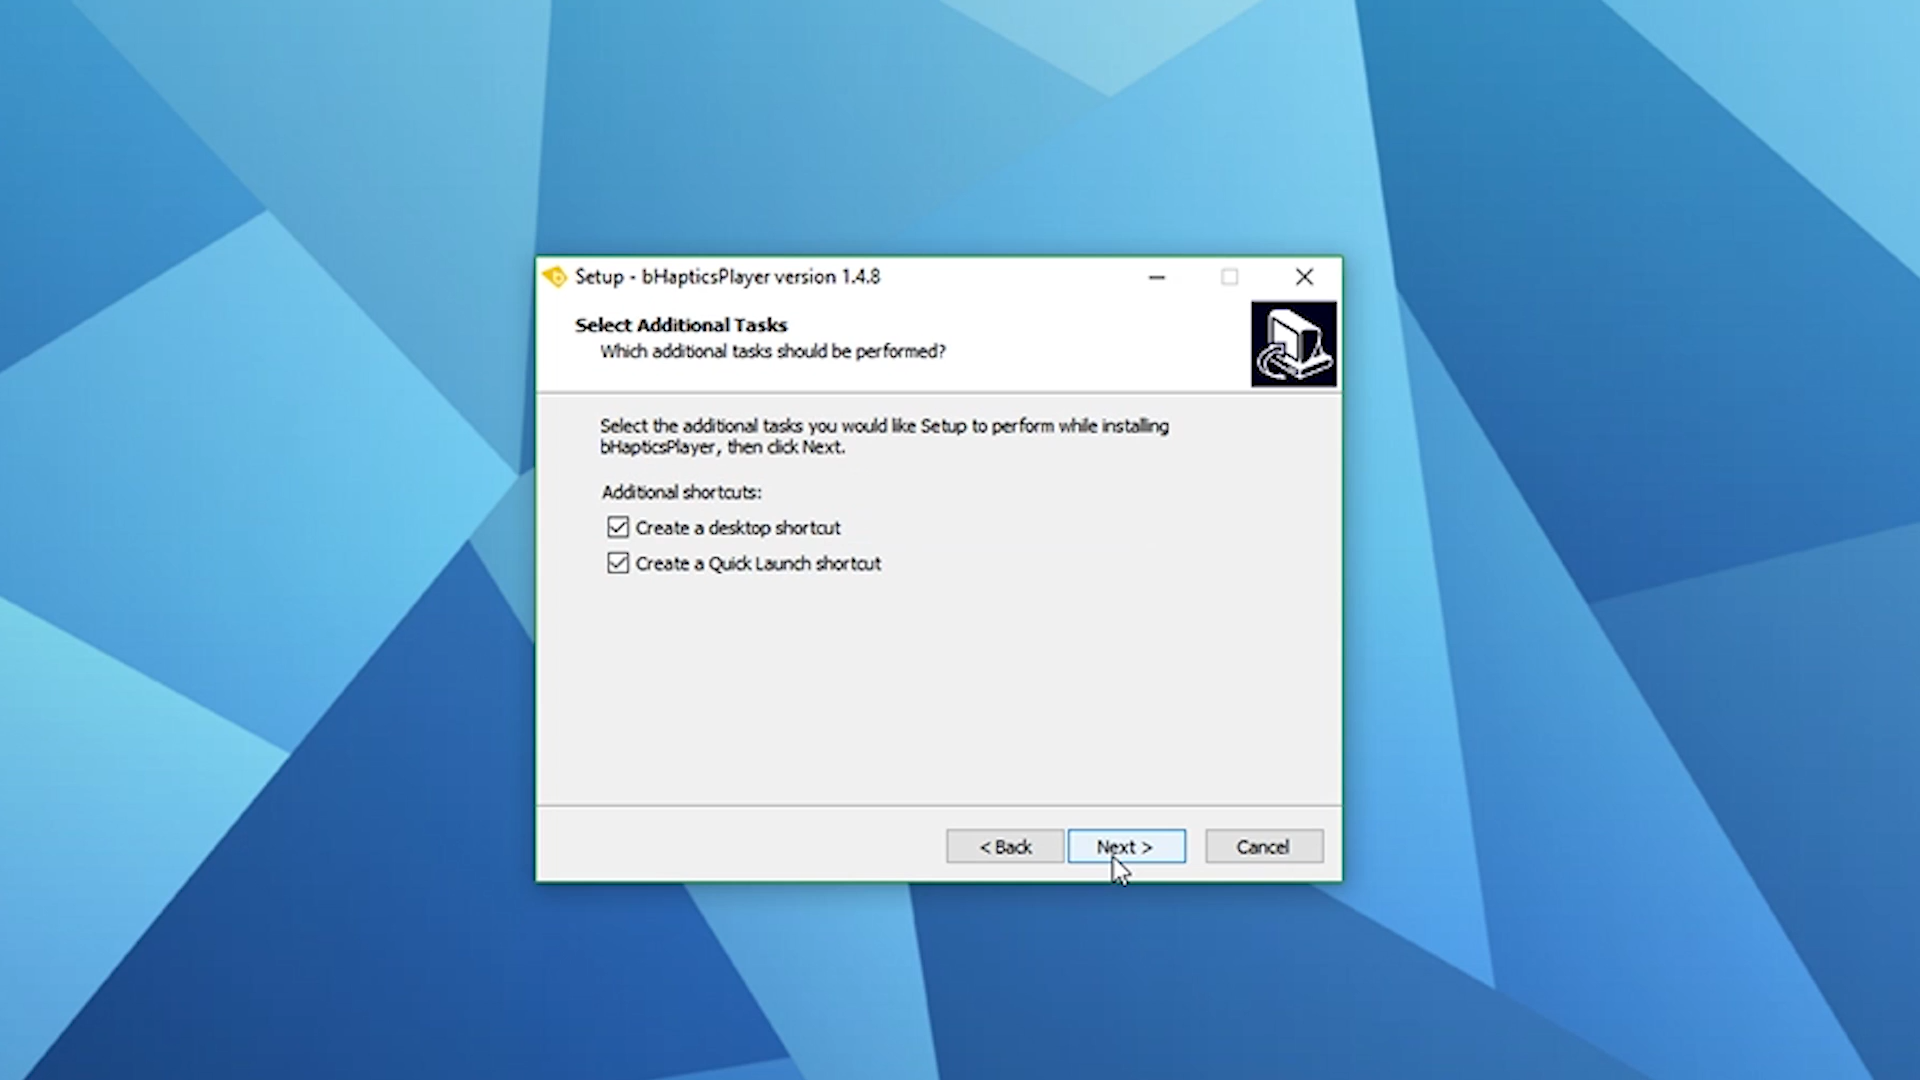 Setup - bHapticsPlayer version 1.4.8
Select Additional Tasks
Which additional tasks should be performed?
Select the additional tasks you would like Setup to perform while installing
bHapticsPlayer, then click Next.
Additional shortcuts:
Create a desktop shortcut
Create a Quick Launch shortcut
< Back
Next >
Cancel